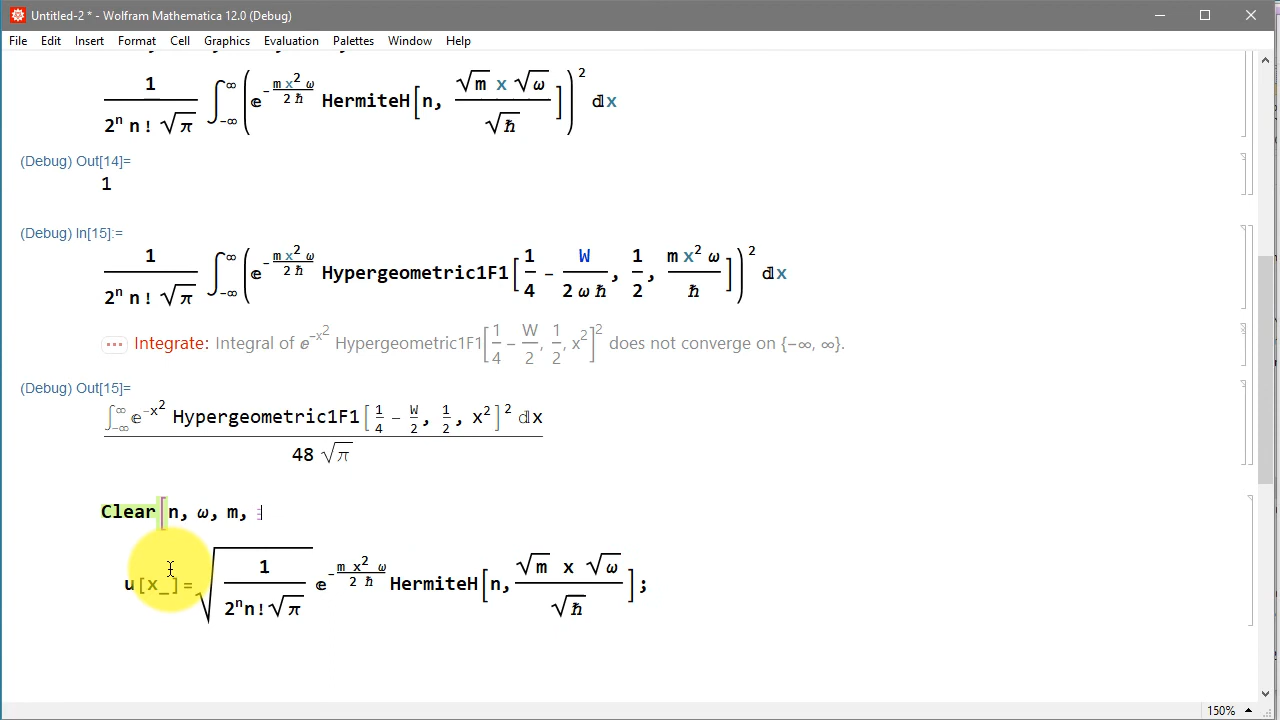 Untitled-2 * - Wolfram Mathematica 12.0 (Debug)
File Edit Insert Format Cell Graphics Evaluation Palettes Window Help
1/(2^n n! √π) ∫_{-∞}^{∞} (ⅇ^{-(m x^2 ω)/(2 ℏ)} HermiteH[n, (√m x √ω)/√ℏ])^2 ⅆx
(Debug) Out[14]=
1
(Debug) In[15]:=
1/(2^n n! √π) ∫_{-∞}^{∞} (ⅇ^{-(m x^2 ω)/(2 ℏ)} Hypergeometric1F1[1/4 - W/(2 ω ℏ), 1/2, (m x^2 ω)/ℏ])^2 ⅆx
... Integrate: Integral of ⅇ^{-x^2} Hypergeometric1F1[1/4 - W/2, 1/2, x^2]^2 does not converge on {-∞, ∞}.
(Debug) Out[15]=
(∫_{-∞}^{∞} ⅇ^{-x^2} Hypergeometric1F1[1/4 - W/2, 1/2, x^2]^2 ⅆx)/(48 √π)
Clear[n, ω, m,
u[x_]=√(1/(2^n n! √π)) ⅇ^{-(m x^2 ω)/(2 ℏ)} HermiteH[n, (√m x √ω)/√ℏ];
150%